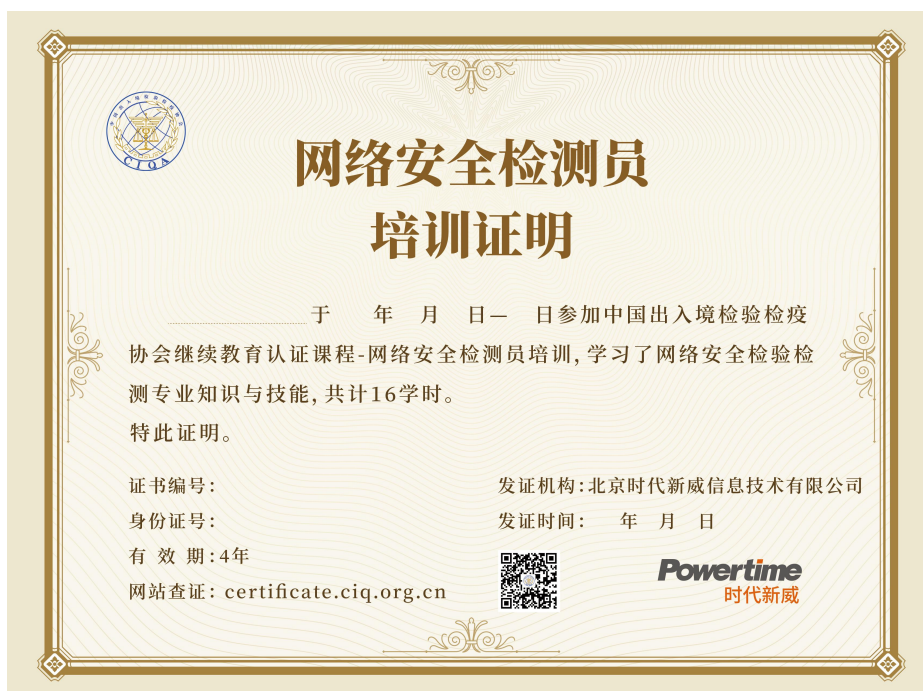 CIQA
网络安全检测员
培训证明
于 年 月 日— 日参加中国出入境检验检疫
协会继续教育认证课程-网络安全检测员培训, 学习了网络安全检验检
测专业知识与技能, 共计16学时。
特此证明。
证书编号:
发证机构:北京时代新威信息技术有限公司
身份证号:
发证时间: 年 月 日
有 效 期:4年
网站查证: certificate.ciq.org.cn
Powertime
时代新威